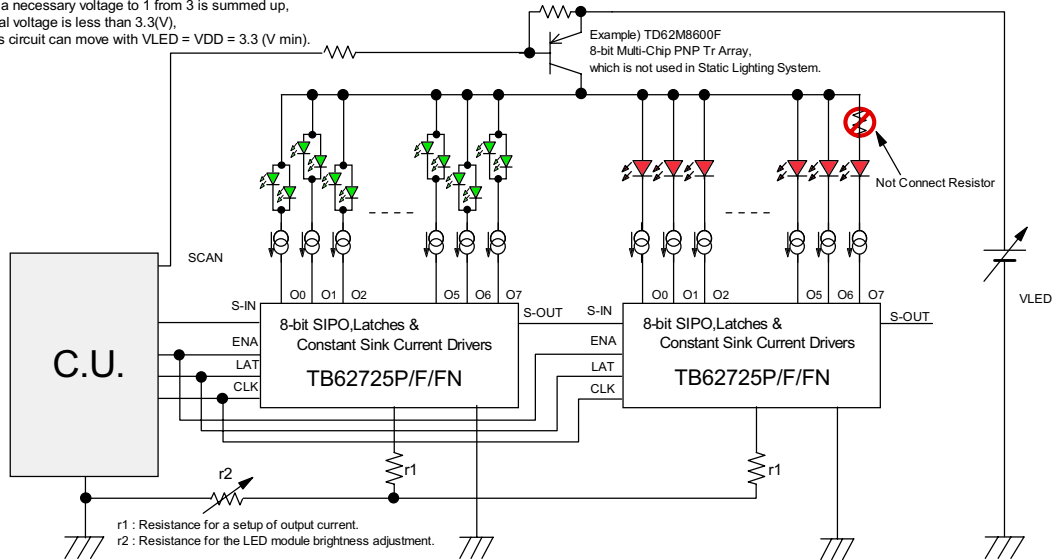 a necessary voltage to 1 from 3 is summed up,
al voltage is less than 3.3(V),
s circuit can move with VLED = VDD = 3.3 (V min).
Example) TD62M8600F
8-bit Multi-Chip PNP Tr Array,
which is not used in Static Lighting System.
Not Connect Resistor
SCAN
VLED
O0 O1 O2 O5 O6 O7
O0 O1 O2 O5 O6 O7
S-IN
S-OUT
S-IN
S-OUT
8-bit SIPO,Latches &
Constant Sink Current Drivers
TB62725P/F/FN
8-bit SIPO,Latches &
Constant Sink Current Drivers
TB62725P/F/FN
ENA
LAT
CLK
ENA
LAT
CLK
C.U.
r1
r1
r2
r1 : Resistance for a setup of output current.
r2 : Resistance for the LED module brightness adjustment.